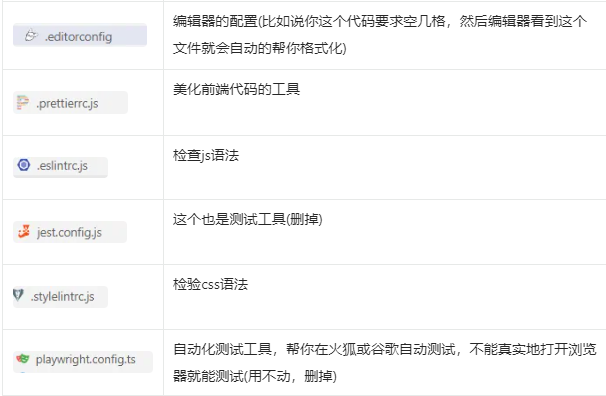 .editorconfig
编辑器的配置(比如说你这个代码要求空几格，然后编辑器看到这个
文件就会自动的帮你格式化)
.prettierrc.js
美化前端代码的工具
.eslintrc.js
检查js语法
jest.config.js
这个也是测试工具(删掉)
.stylelintrc.js
检验css语法
playwright.config.ts
自动化测试工具，帮你在火狐或谷歌自动测试，不能真实地打开浏览
器就能测试(用不动，删掉)